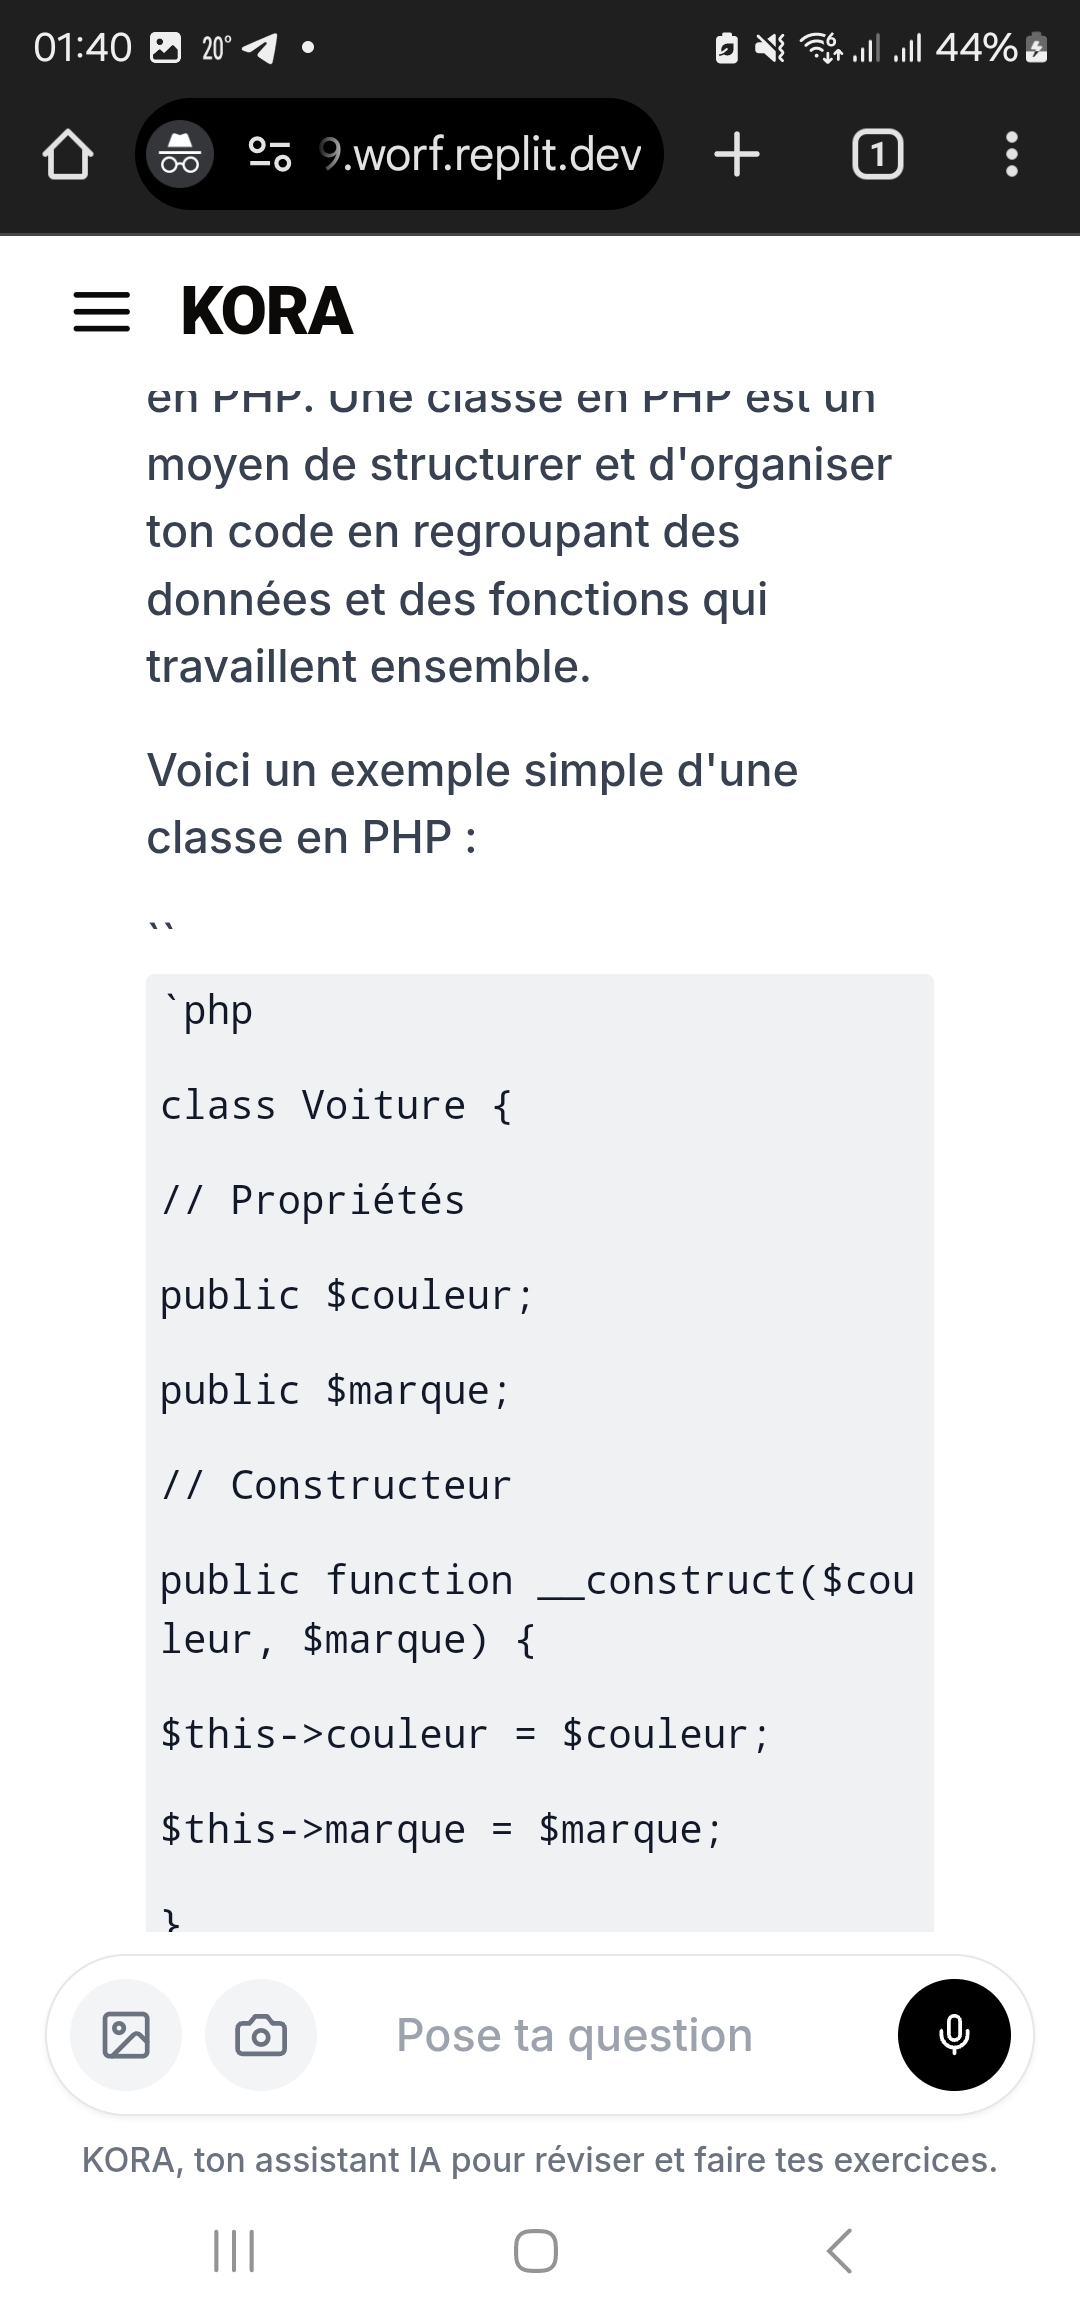 01:40 20° 44%
9.worf.replit.dev 1
KORA
en PHP. Une classe en PHP est un
moyen de structurer et d'organiser
ton code en regroupant des
données et des fonctions qui
travaillent ensemble.
Voici un exemple simple d'une
classe en PHP :
``
`php
class Voiture {
// Propriétés
public $couleur;
public $marque;
// Constructeur
public function __construct($cou
leur, $marque) {
$this->couleur = $couleur;
$this->marque = $marque;
}
Pose ta question
KORA, ton assistant IA pour réviser et faire tes exercices.